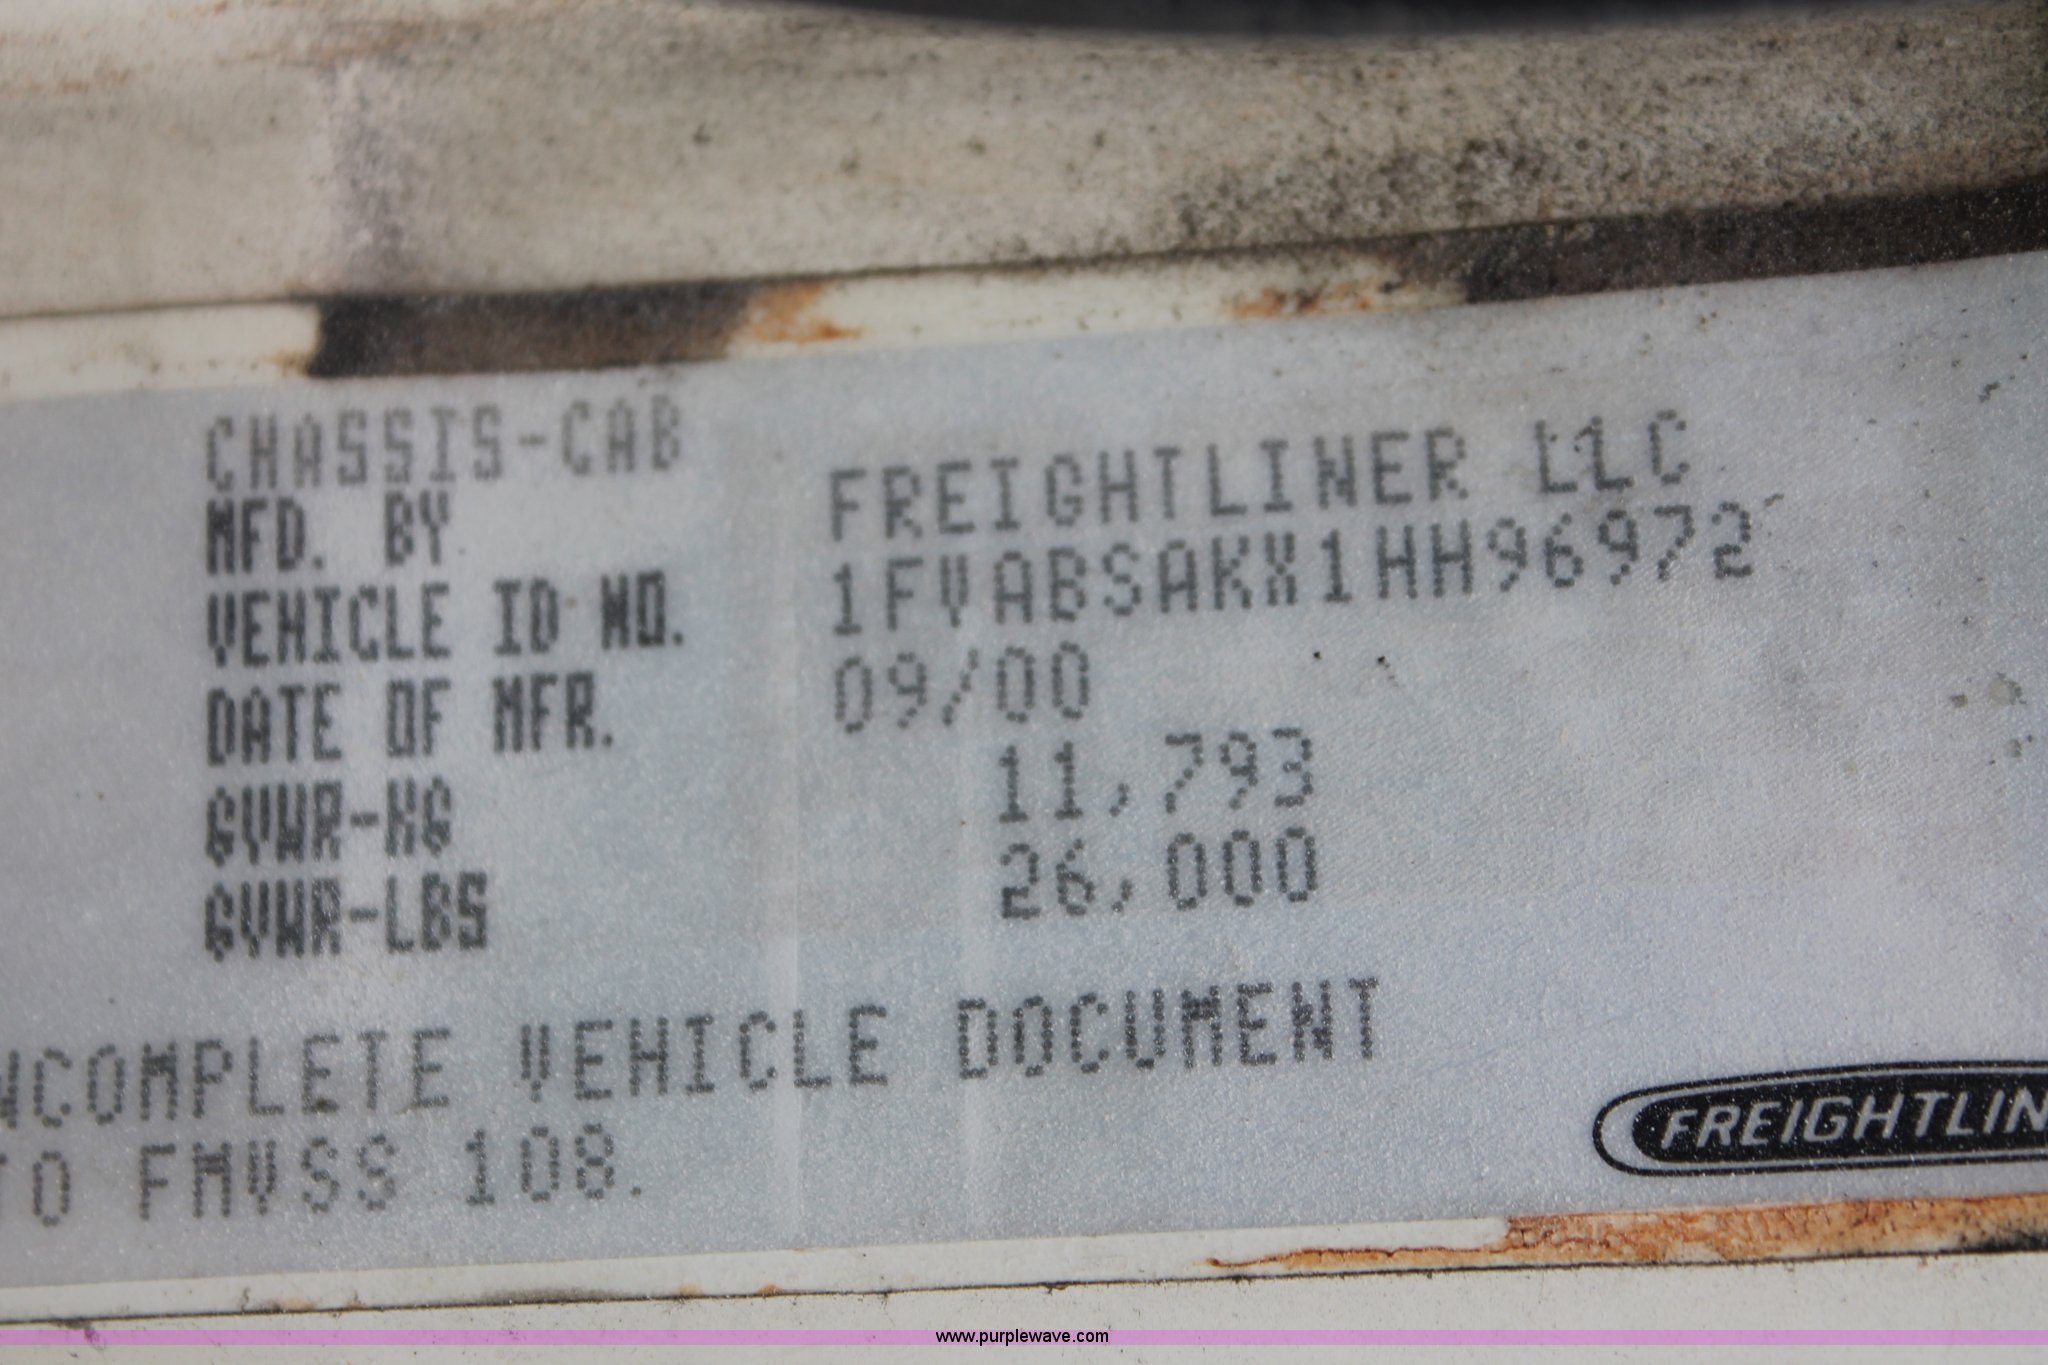 CHASSIS-CAB
MFD. BY FREIGHTLINER LLC
VEHICLE ID NO. 1FVABSAKX1HH96972
DATE OF MFR. 09/00
GVWR-KG 11,793
GVWR-LBS 26,000
NCOMPLETE VEHICLE DOCUMENT
TO FMVSS 108.
FREIGHTLIN
www.purplewave.com